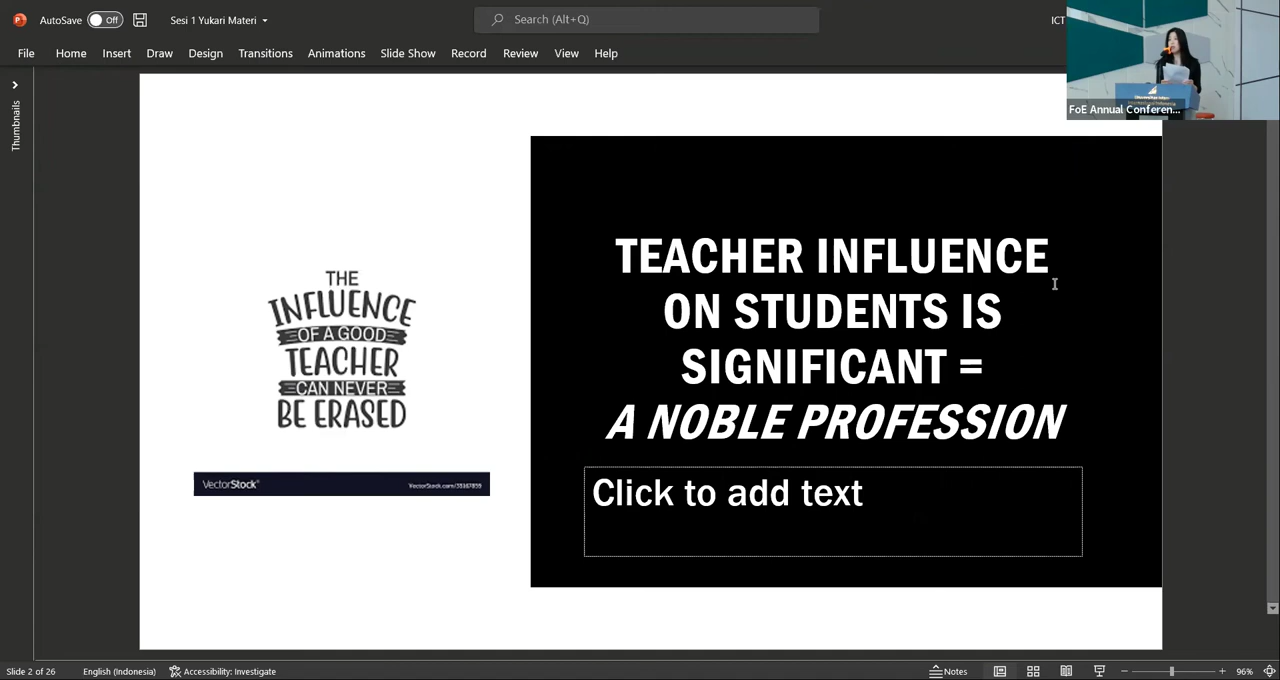 AutoSave Off Sesi 1 Yukari Materi Search (Alt+Q) ICT
File Home Insert Draw Design Transitions Animations Slide Show Record Review View Help
FoE Annual Conferen...
Thumbnails
THE
INFLUENCE
OF A GOOD
TEACHER
CAN NEVER
BE ERASED
VectorStock®
TEACHER INFLUENCE
ON STUDENTS IS
SIGNIFICANT =
A NOBLE PROFESSION
Click to add text
Slide 2 of 26 English (Indonesia) Accessibility: Investigate Notes 96%